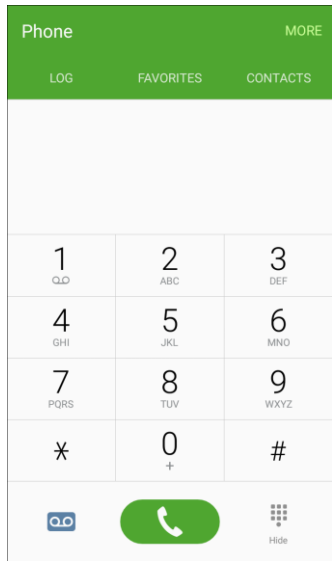 Phone MORE
LOG FAVORITES CONTACTS
1 2 3
ABC DEF
4 5 6
GHI JKL MNO
7 8 9
PQRS TUV WXYZ
* 0 #
+
Hide